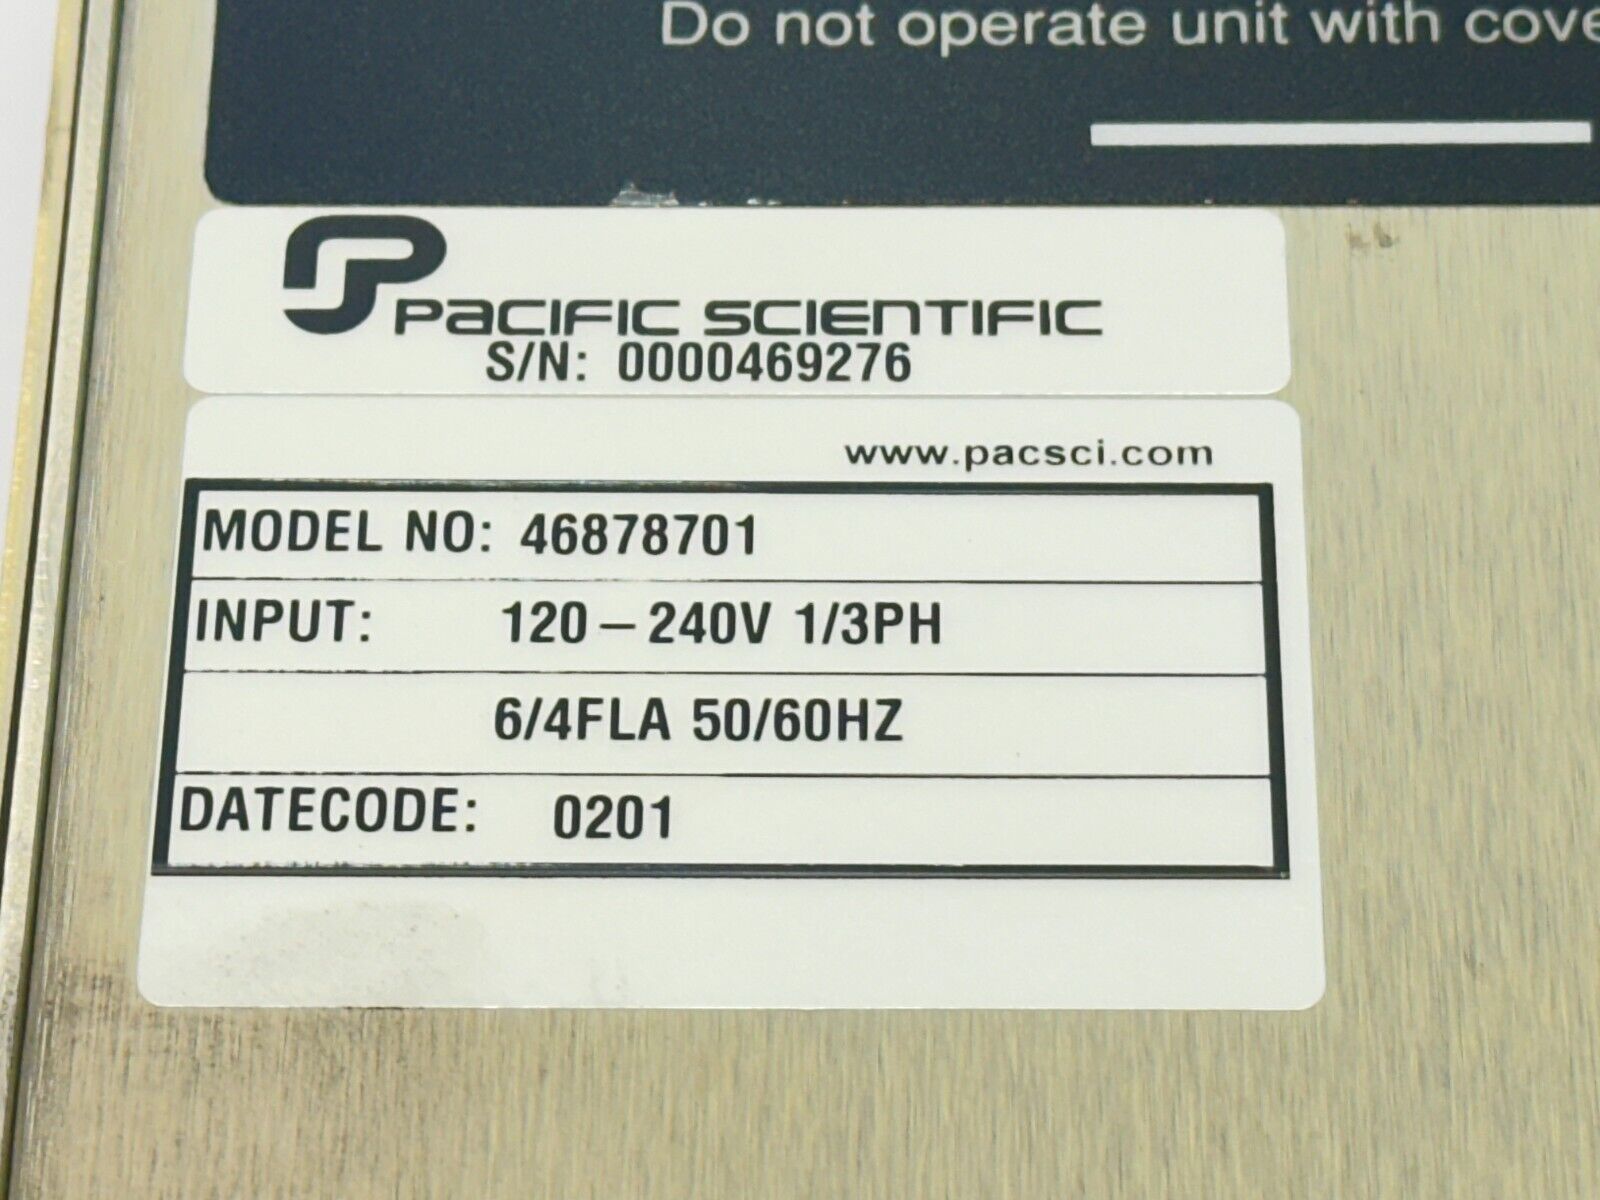 Do not operate unit with cove
PACIFIC SCIENTIFIC
S/N: 0000469276
www.pacsci.com
MODEL NO: 46878701
INPUT: 120-240V 1/3PH
6/4FLA 50/60HZ
DATECODE: 0201